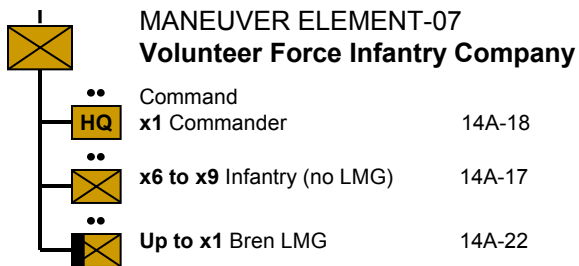 MANEUVER ELEMENT-07
Volunteer Force Infantry Company
Command
HQ x1 Commander 14A-18
x6 to x9 Infantry (no LMG) 14A-17
Up to x1 Bren LMG 14A-22